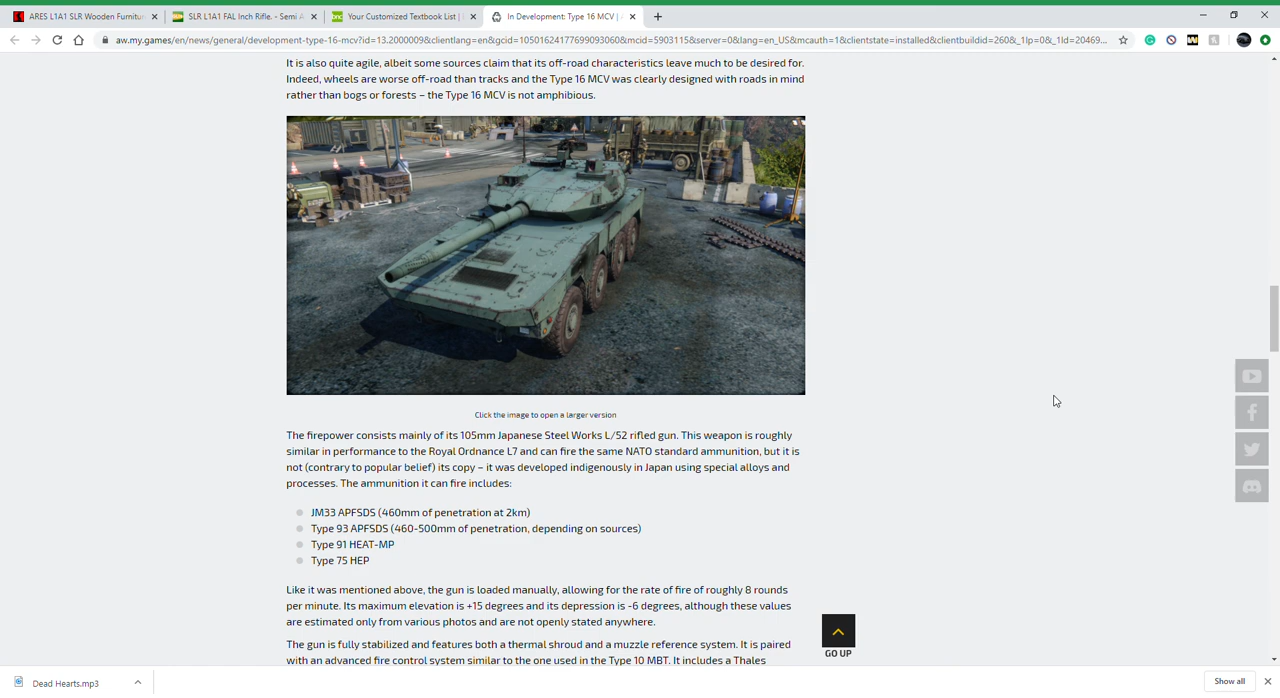 ARES L1A1 SLR Wooden Furnitur
SLR L1A1 FAL Inch Rifle. - Semi A
bnc Your Customized Textbook List |
In Development: Type 16 MCV |
aw.my.games/en/news/general/development-type-16-mcv?id=13.2000009&clientlang=en&gcid=10501624177699093060&mcid=5903115&server=0&lang=en_US&mcauth=1&clientstate=installed&clientbuildid=260&_1lp=0&_1ld=20469...
It is also quite agile, albeit some sources claim that its off-road characteristics leave much to be desired for.
Indeed, wheels are worse off-road than tracks and the Type 16 MCV was clearly designed with roads in mind
rather than bogs or forests – the Type 16 MCV is not amphibious.
Click the image to open a larger version
The firepower consists mainly of its 105mm Japanese Steel Works L/52 rifled gun. This weapon is roughly
similar in performance to the Royal Ordnance L7 and can fire the same NATO standard ammunition, but it is
not (contrary to popular belief) its copy – it was developed indigenously in Japan using special alloys and
processes. The ammunition it can fire includes:
JM33 APFSDS (460mm of penetration at 2km)
Type 93 APFSDS (460-500mm of penetration, depending on sources)
Type 91 HEAT-MP
Type 75 HEP
Like it was mentioned above, the gun is loaded manually, allowing for the rate of fire of roughly 8 rounds
per minute. Its maximum elevation is +15 degrees and its depression is -6 degrees, although these values
are estimated only from various photos and are not openly stated anywhere.
GO UP
The gun is fully stabilized and features both a thermal shroud and a muzzle reference system. It is paired
with an advanced fire control system similar to the one used in the Type 10 MBT. It includes a Thales
Dead Hearts.mp3
Show all